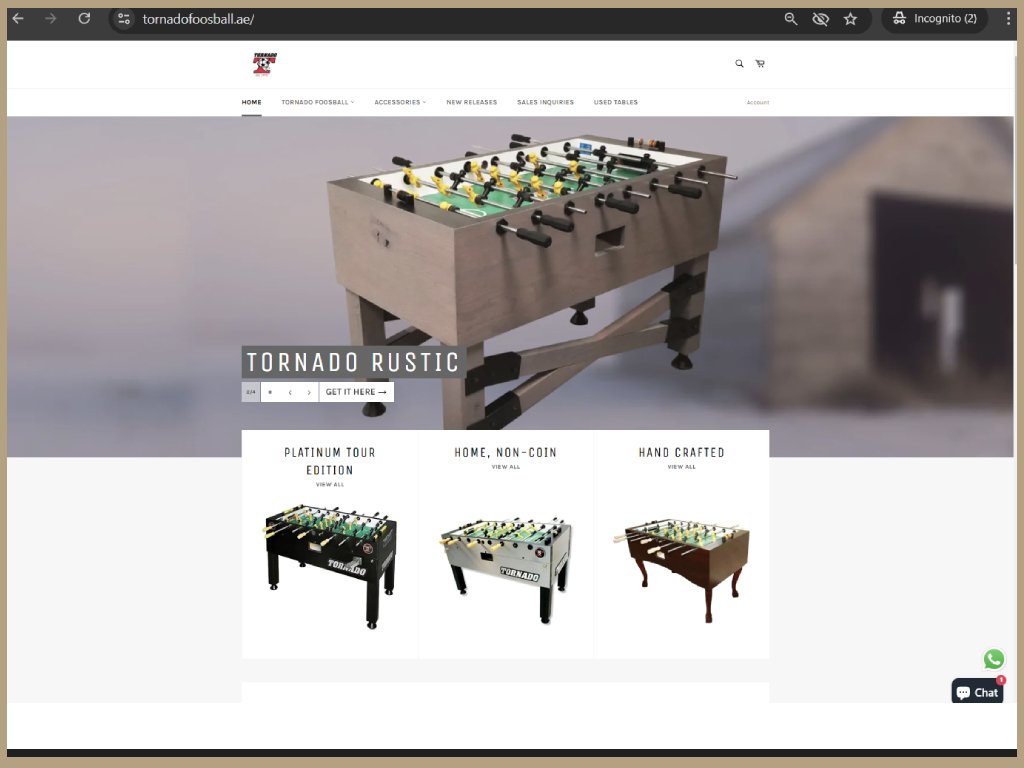 tornadofoosball.ae/
Incognito (2)
TORNADO
HOME
TORNADO FOOSBALL
ACCESSORIES
NEW RELEASES
SALES INQUIRIES
USED TABLES
Account
TORNADO RUSTIC
2/4
GET IT HERE →
PLATINUM TOUR
EDITION
VIEW ALL
HOME, NON-COIN
VIEW ALL
HAND CRAFTED
VIEW ALL
TORNADO
TORNADO
1
Chat